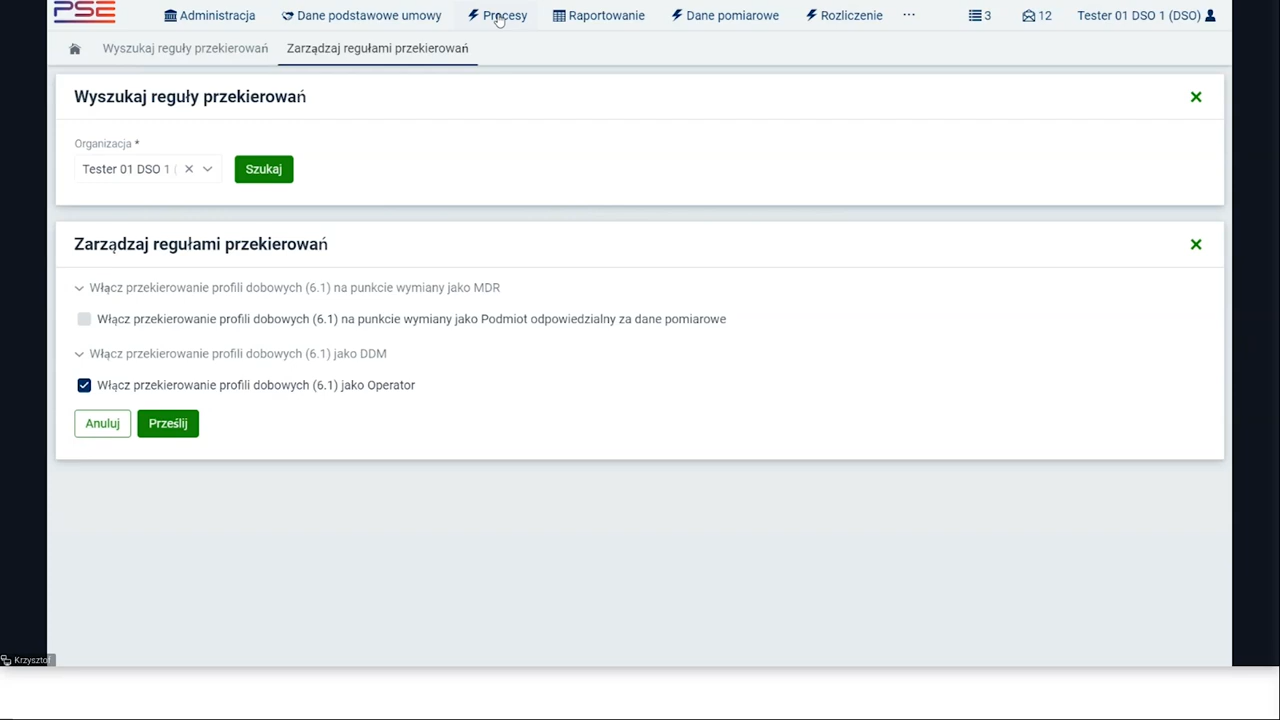 PSE
Administracja Dane podstawowe umowy Procesy Raportowanie Dane pomiarowe Rozliczenie ... 3 12 Tester 01 DSO 1 (DSO)
Wyszukaj reguły przekierowań Zarządzaj regułami przekierowań
Wyszukaj reguły przekierowań
Organizacja *
Tester 01 DSO 1 ( Szukaj
Zarządzaj regułami przekierowań
Włącz przekierowanie profili dobowych (6.1) na punkcie wymiany jako MDR
Włącz przekierowanie profili dobowych (6.1) na punkcie wymiany jako Podmiot odpowiedzialny za dane pomiarowe
Włącz przekierowanie profili dobowych (6.1) jako DDM
Włącz przekierowanie profili dobowych (6.1) jako Operator
Anuluj Prześlij
Krzysztof